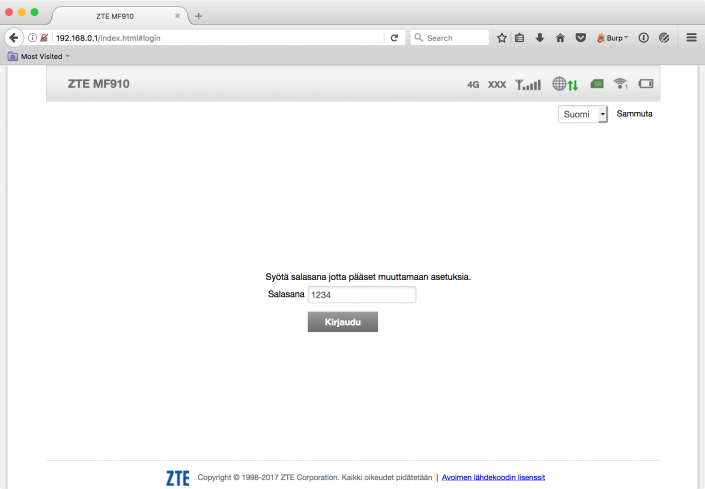 ZTE MF910
192.168.0.1/index.html#login
Search
Burp
Most Visited
ZTE MF910
4G XXX
1
Suomi Sammuta
Syötä salasana jotta pääset muuttamaan asetuksia.
Salasana 1234
Kirjaudu
ZTE Copyright © 1998-2017 ZTE Corporation. Kaikki oikeudet pidätetään | Avoimen lähdekoodin lisenssit